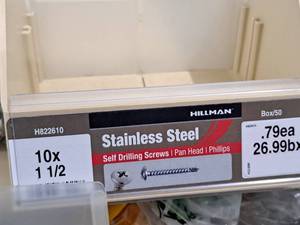 HILLMAN
H822610
Box/50
Stainless Steel
.79ea
10x
Self Drilling Screws | Pan Head | Phillips
26.99bx
1 1/2